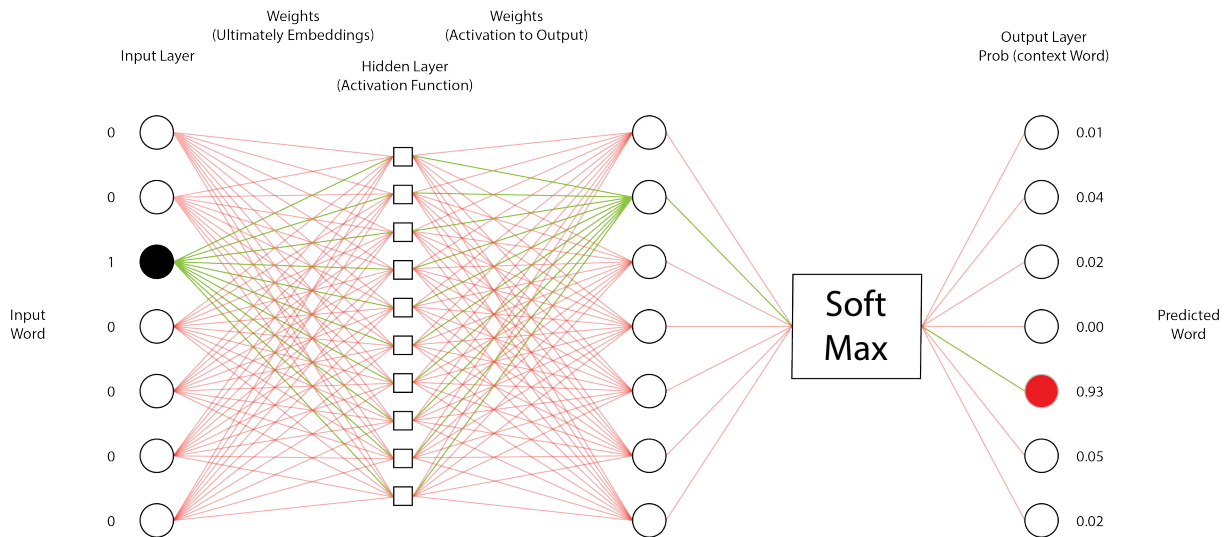 Weights
(Ultimately Embeddings)
Weights
(Activation to Output)
Input Layer
Hidden Layer
(Activation Function)
Output Layer
Prob (context Word)
0
0
1
0
0
0
0
Input
Word
Soft
Max
0.01
0.04
0.02
0.00
0.93
0.05
0.02
Predicted
Word